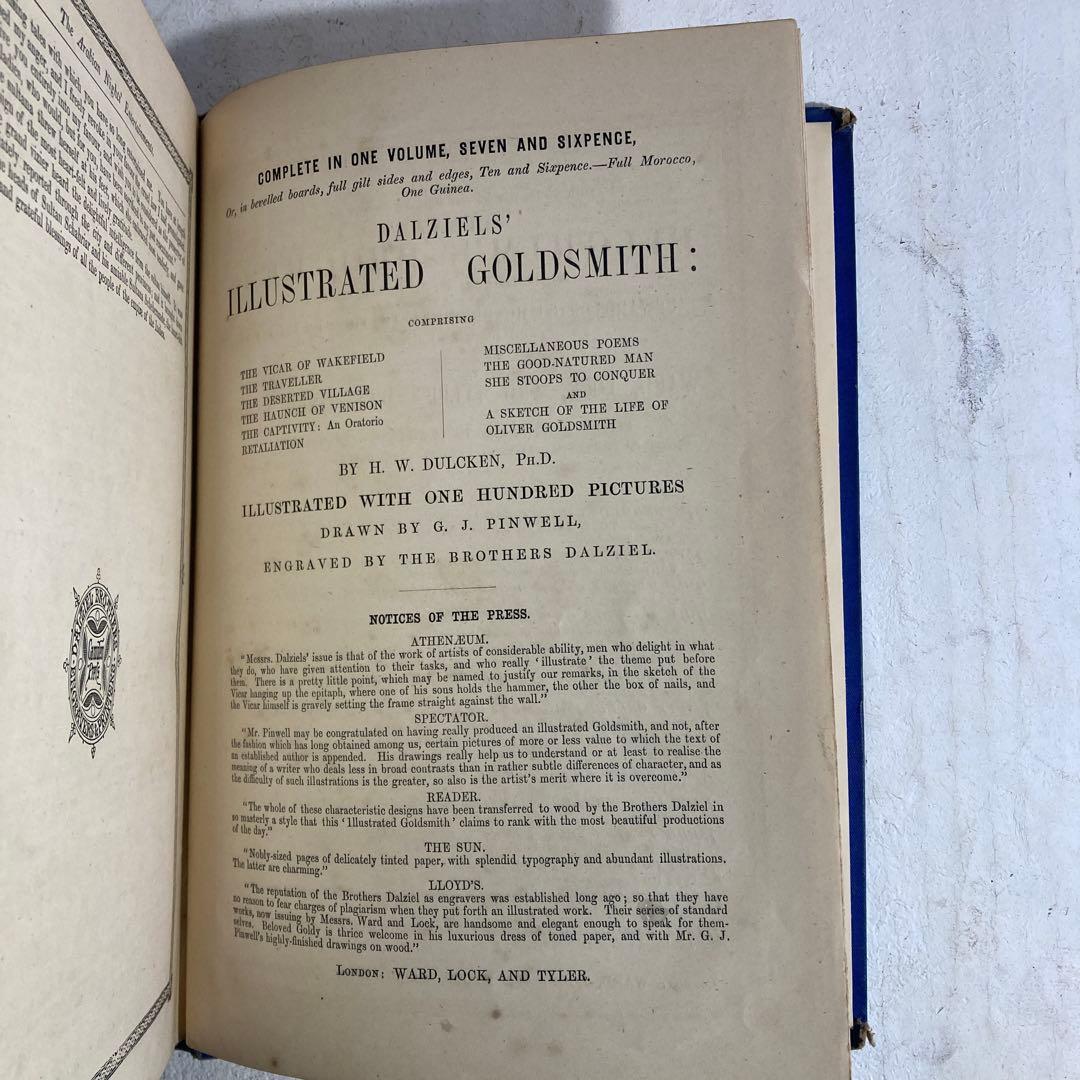 The Arabian Nights' Entertainments.
COMPLETE IN ONE VOLUME, SEVEN AND SIXPENCE,
Or, in bevelled boards, full gilt sides and edges, Ten and Sixpence.—Full Morocco,
One Guinea.
DALZIELS'
ILLUSTRATED GOLDSMITH:
COMPRISING
THE VICAR OF WAKEFIELD
THE TRAVELLER
THE DESERTED VILLAGE
THE HAUNCH OF VENISON
THE CAPTIVITY: An Oratorio
RETALIATION
MISCELLANEOUS POEMS
THE GOOD-NATURED MAN
SHE STOOPS TO CONQUER
AND
A SKETCH OF THE LIFE OF
OLIVER GOLDSMITH
BY H. W. DULCKEN, PH.D.
ILLUSTRATED WITH ONE HUNDRED PICTURES
DRAWN BY G. J. PINWELL,
ENGRAVED BY THE BROTHERS DALZIEL.
NOTICES OF THE PRESS.
ATHENÆUM.
"Messrs. Dalziels' issue is that of the work of artists of considerable ability, men who delight in what
they do, who have given attention to their tasks, and who really 'illustrate' the theme put before
them. There is a pretty little point, which may be named to justify our remarks, in the sketch of the
Vicar hanging up the epitaph, where one of his sons holds the hammer, the other the box of nails, and
the Vicar himself is gravely setting the frame straight against the wall."
SPECTATOR.
"Mr. Pinwell may be congratulated on having really produced an illustrated Goldsmith, and not, after
the fashion which has long obtained among us, certain pictures of more or less value to which the text of
an established author is appended. His drawings really help us to understand or at least to realise the
meaning of a writer who deals less in broad contrasts than in rather subtle differences of character, and as
the difficulty of such illustrations is the greater, so also is the artist's merit where it is overcome."
READER.
"The whole of these characteristic designs have been transferred to wood by the Brothers Dalziel in
so masterly a style that this 'Illustrated Goldsmith' claims to rank with the most beautiful productions
of the day."
THE SUN.
"Nobly-sized pages of delicately tinted paper, with splendid typography and abundant illustrations.
The latter are charming."
LLOYD'S.
"The reputation of the Brothers Dalziel as engravers was established long ago; so that they have
no reason to fear charges of plagiarism when they put forth an illustrated work. Their series of standard
works, now issuing by Messrs. Ward and Lock, are handsome and elegant enough to speak for them-
selves. Beloved Goldy is thrice welcome in his luxurious dress of toned paper, and with Mr. G. J.
Pinwell's highly-finished drawings on wood."
LONDON: WARD, LOCK, AND TYLER.